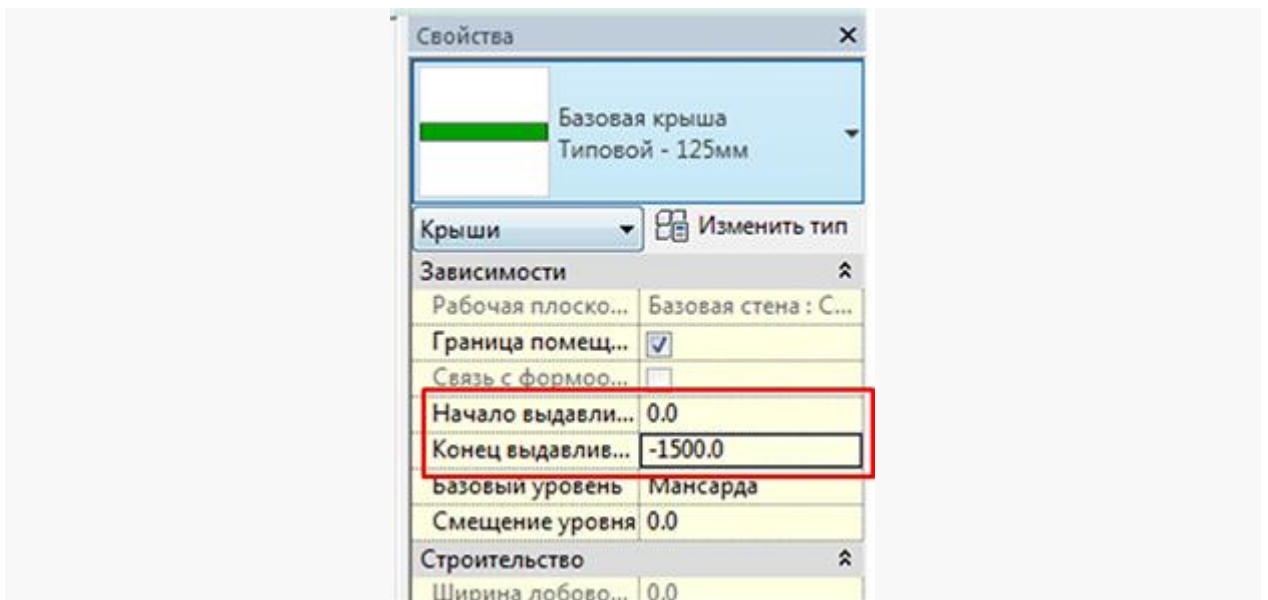 Свойства
Базовая крыша
Типовой - 125мм
Крыши Изменить тип
Зависимости
Рабочая плоско... Базовая стена : С...
Граница помещ...
Связь с формоо...
Начало выдавли... 0.0
Конец выдавлив... -1500.0
Базовый уровень Мансарда
Смещение уровня 0.0
Строительство
Ширина лобово... 0.0